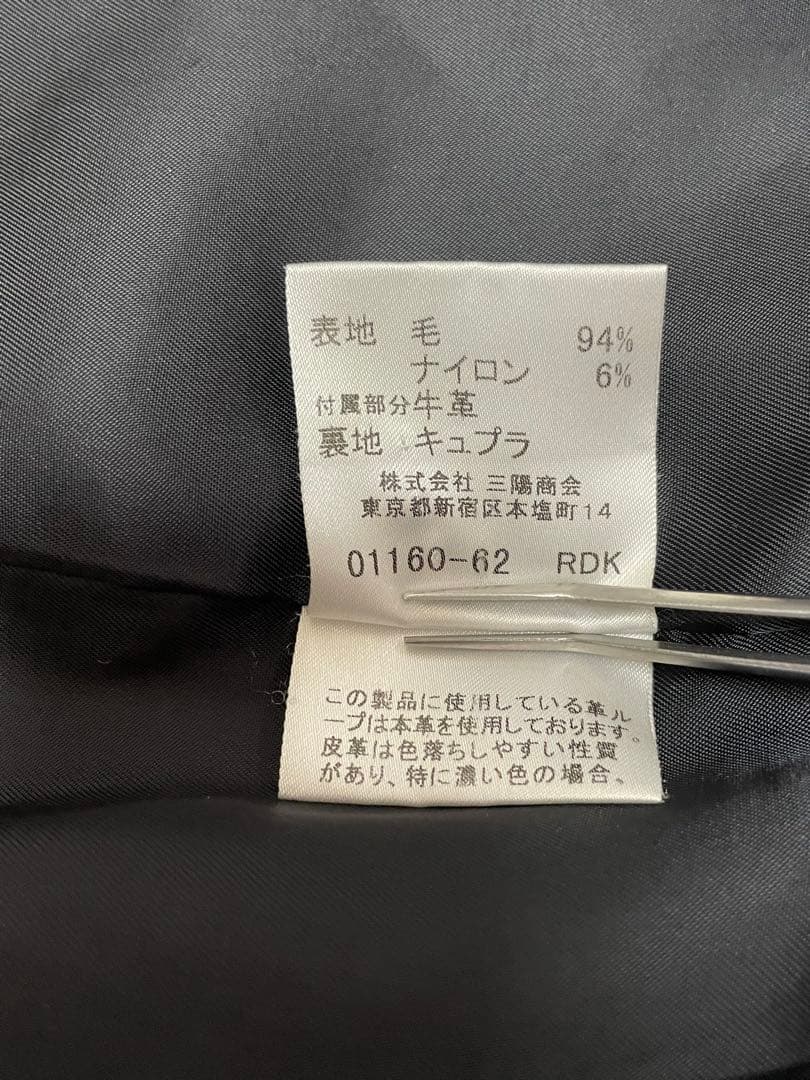 表地 毛 94%
ナイロン 6%
付属部分牛革
裏地 キュプラ
株式会社 三陽商会
東京都新宿区本塩町14
01160-62 RDK
この製品に使用している革ル
ープは本革を使用しております。
皮革は色落ちしやすい性質
があり、特に濃い色の場合、